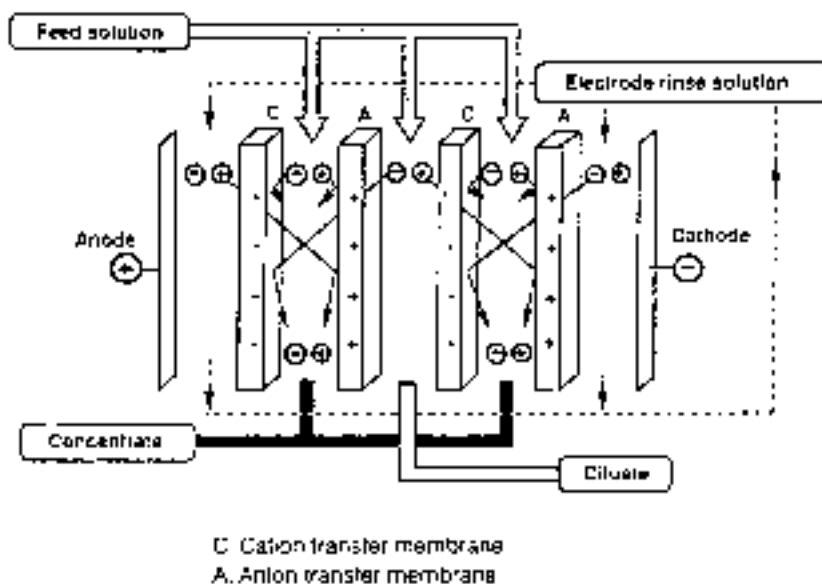 Feed solution
Electrode rinse solution
C
A
C
A
Anode
Cathode
+
−
Concentrate
Diluate
C. Cation transfer membrane
A. Anion transfer membrane